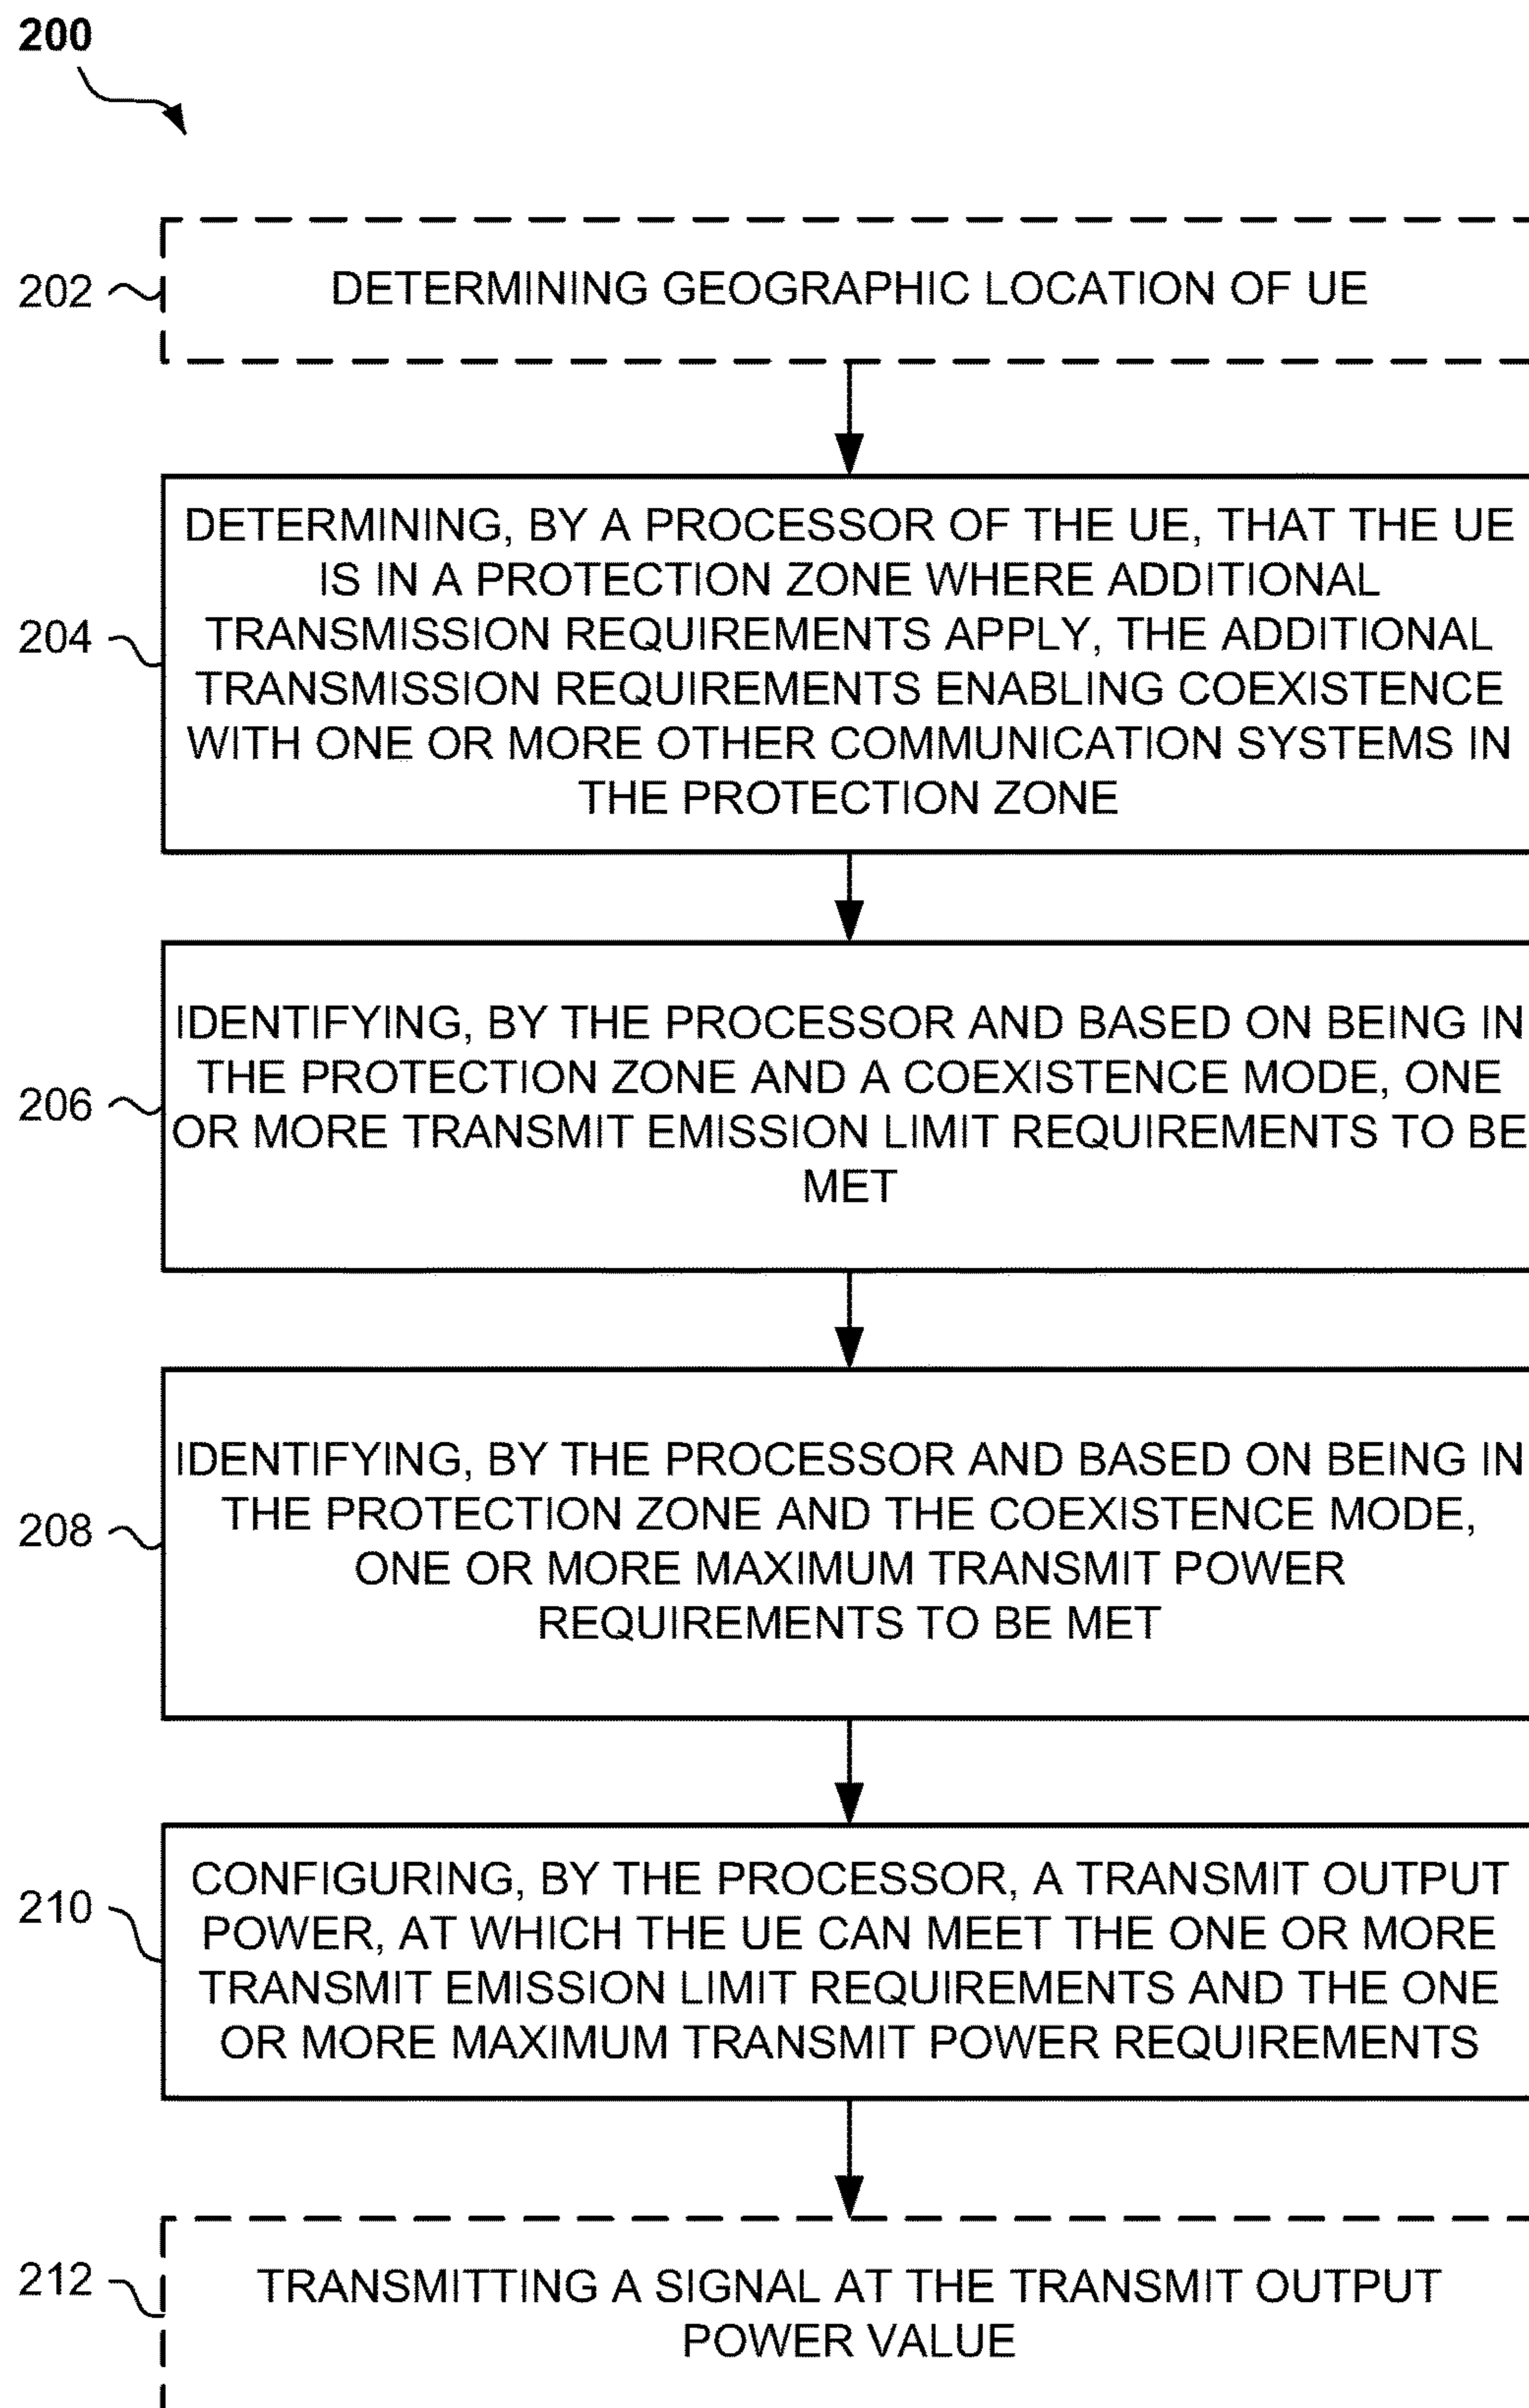 200
202
DETERMINING GEOGRAPHIC LOCATION OF UE
204
DETERMINING, BY A PROCESSOR OF THE UE, THAT THE UE
IS IN A PROTECTION ZONE WHERE ADDITIONAL
TRANSMISSION REQUIREMENTS APPLY, THE ADDITIONAL
TRANSMISSION REQUIREMENTS ENABLING COEXISTENCE
WITH ONE OR MORE OTHER COMMUNICATION SYSTEMS IN
THE PROTECTION ZONE
206
IDENTIFYING, BY THE PROCESSOR AND BASED ON BEING IN
THE PROTECTION ZONE AND A COEXISTENCE MODE, ONE
OR MORE TRANSMIT EMISSION LIMIT REQUIREMENTS TO BE
MET
208
IDENTIFYING, BY THE PROCESSOR AND BASED ON BEING IN
THE PROTECTION ZONE AND THE COEXISTENCE MODE,
ONE OR MORE MAXIMUM TRANSMIT POWER
REQUIREMENTS TO BE MET
210
CONFIGURING, BY THE PROCESSOR, A TRANSMIT OUTPUT
POWER, AT WHICH THE UE CAN MEET THE ONE OR MORE
TRANSMIT EMISSION LIMIT REQUIREMENTS AND THE ONE
OR MORE MAXIMUM TRANSMIT POWER REQUIREMENTS
212
TRANSMITTING A SIGNAL AT THE TRANSMIT OUTPUT
POWER VALUE